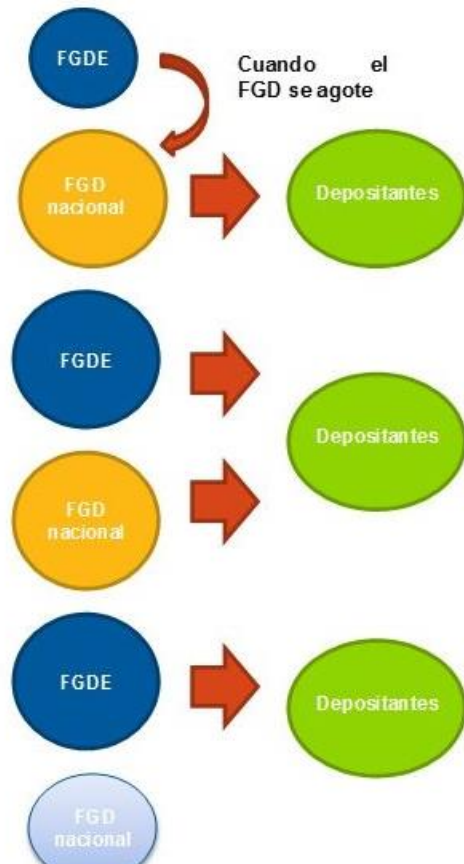 FGDE
Cuando el
FGD se agote
FGD
nacional
Depositantes
FGDE
Depositantes
FGD
nacional
FGDE
Depositantes
FGD
nacional